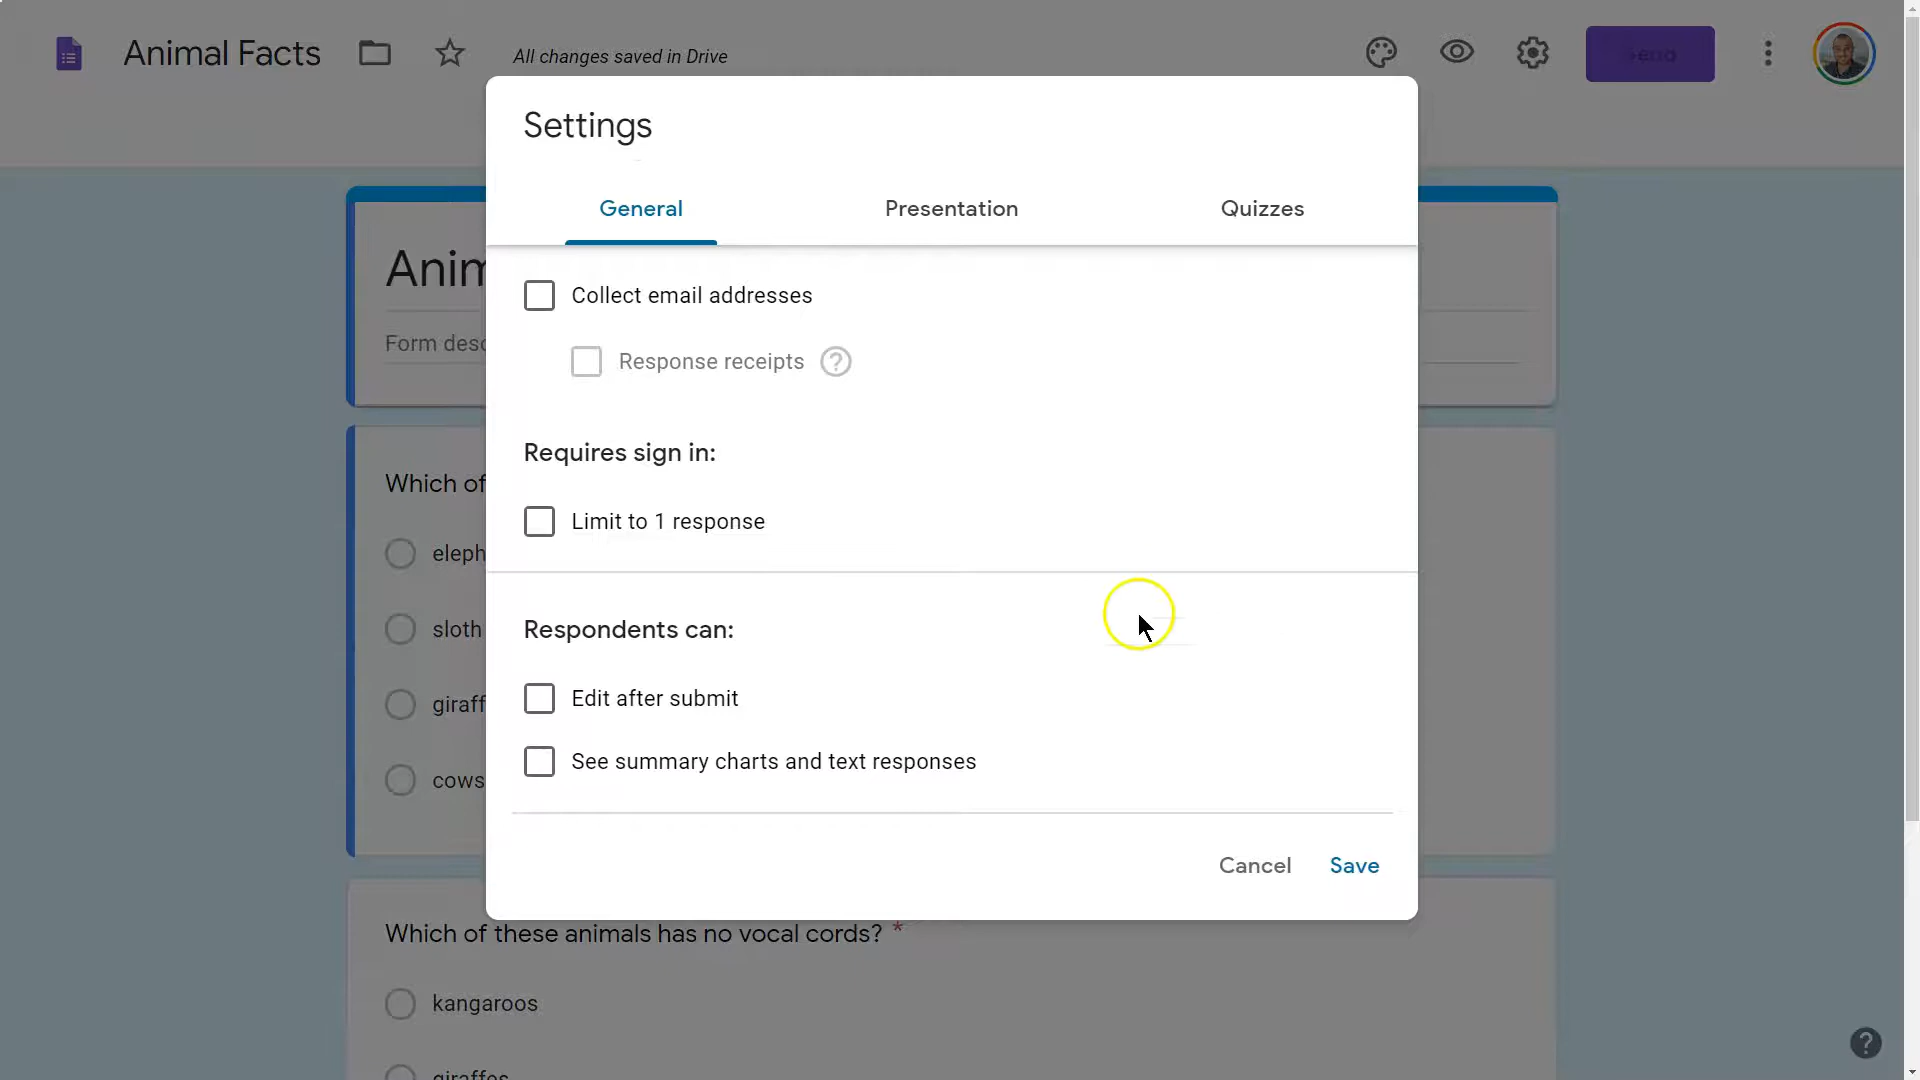 Animal Facts
All changes saved in Drive
Settings
General
Presentation
Quizzes
Collect email addresses
Response receipts
Requires sign in:
Limit to 1 response
Respondents can:
Edit after submit
See summary charts and text responses
Cancel
Save
Anim
Form desc
Which of
eleph
sloth
giraff
cows
Which of these animals has no vocal cords? *
kangaroos
giraffes